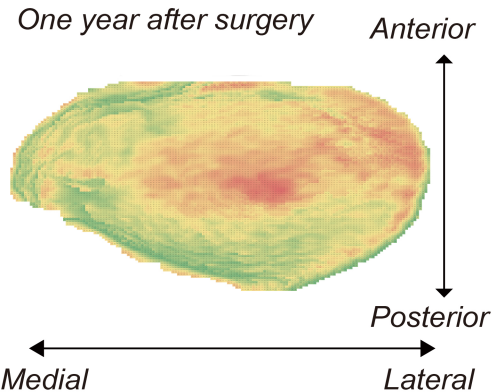 One year after surgery
Anterior
Posterior
Medial
Lateral